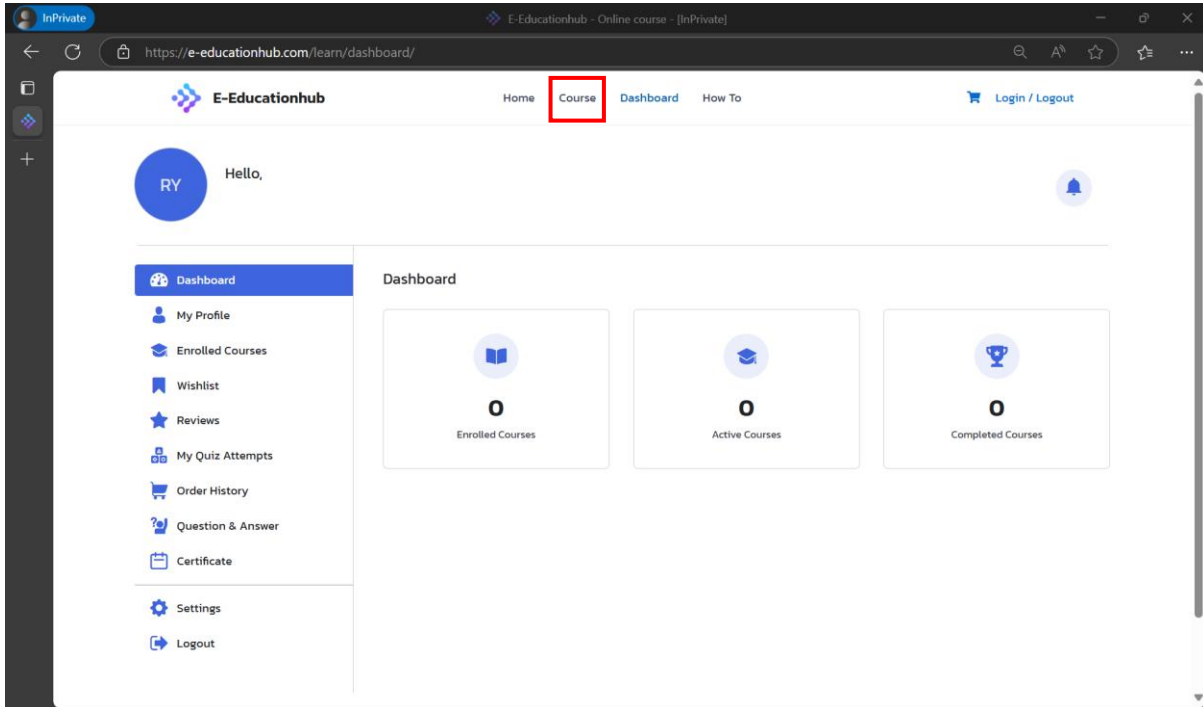 InPrivate
E-Educationhub - Online course - [InPrivate]
https://e-educationhub.com/learn/dashboard/
E-Educationhub
Home Course Dashboard How To
Login / Logout
RY
Hello,
Dashboard
My Profile
Enrolled Courses
Wishlist
Reviews
My Quiz Attempts
Order History
Question & Answer
Certificate
Settings
Logout
Dashboard
0
Enrolled Courses
0
Active Courses
0
Completed Courses